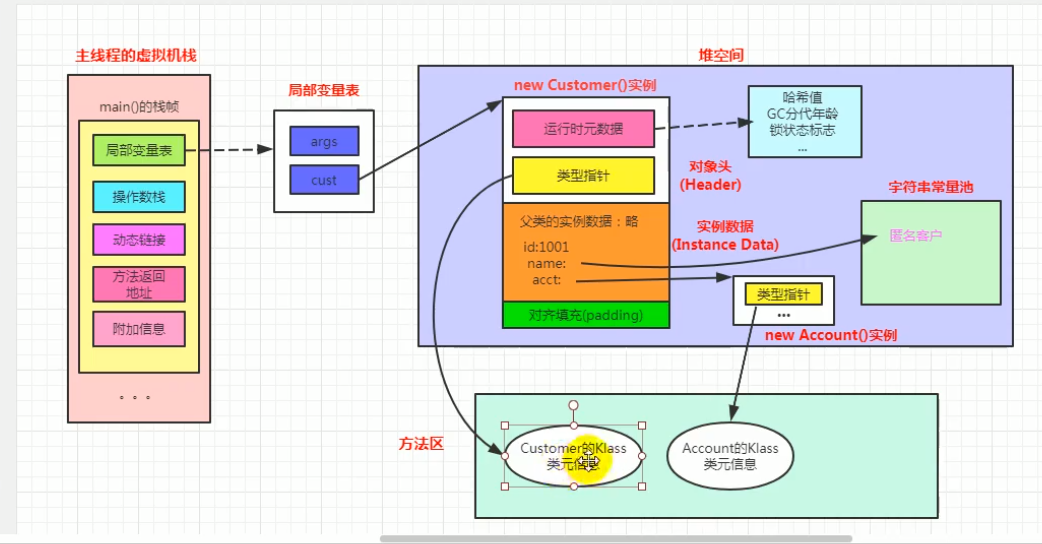 主线程的虚拟机栈
main()的栈帧
局部变量表
操作数栈
动态链接
方法返回
地址
附加信息
。。。
局部变量表
args
cust
堆空间
new Customer()实例
运行时元数据
类型指针
对象头
(Header)
哈希值
GC分代年龄
锁状态标志
...
父类的实例数据：略
id:1001
name:
acct:
实例数据
(Instance Data)
对齐填充(padding)
字符串常量池
匿名客户
类型指针
...
new Account()实例
方法区
Customer的Klass
类元信息
Account的Klass
类元信息